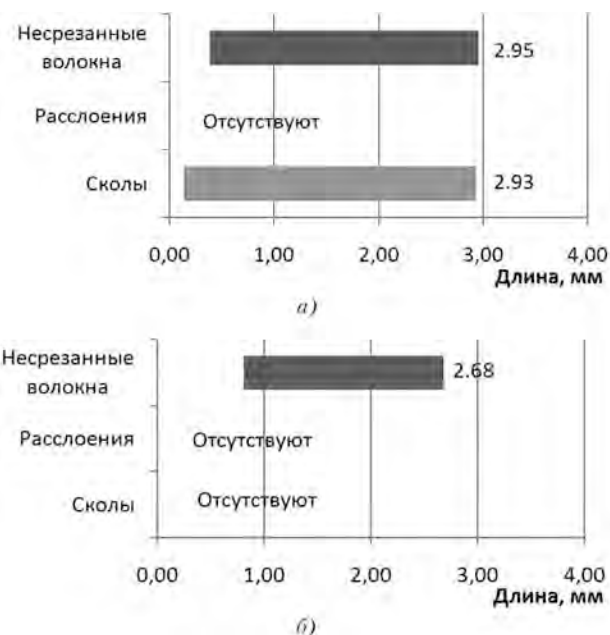 Несрезанные
волокна
2.95
Расслоения
Отсутствуют
Сколы
2.93
0,00 1,00 2,00 3,00 4,00
Длина, мм
а)
Несрезанные
волокна
2.68
Расслоения
Отсутствуют
Сколы
Отсутствуют
0,00 1,00 2,00 3,00 4,00
Длина, мм
б)